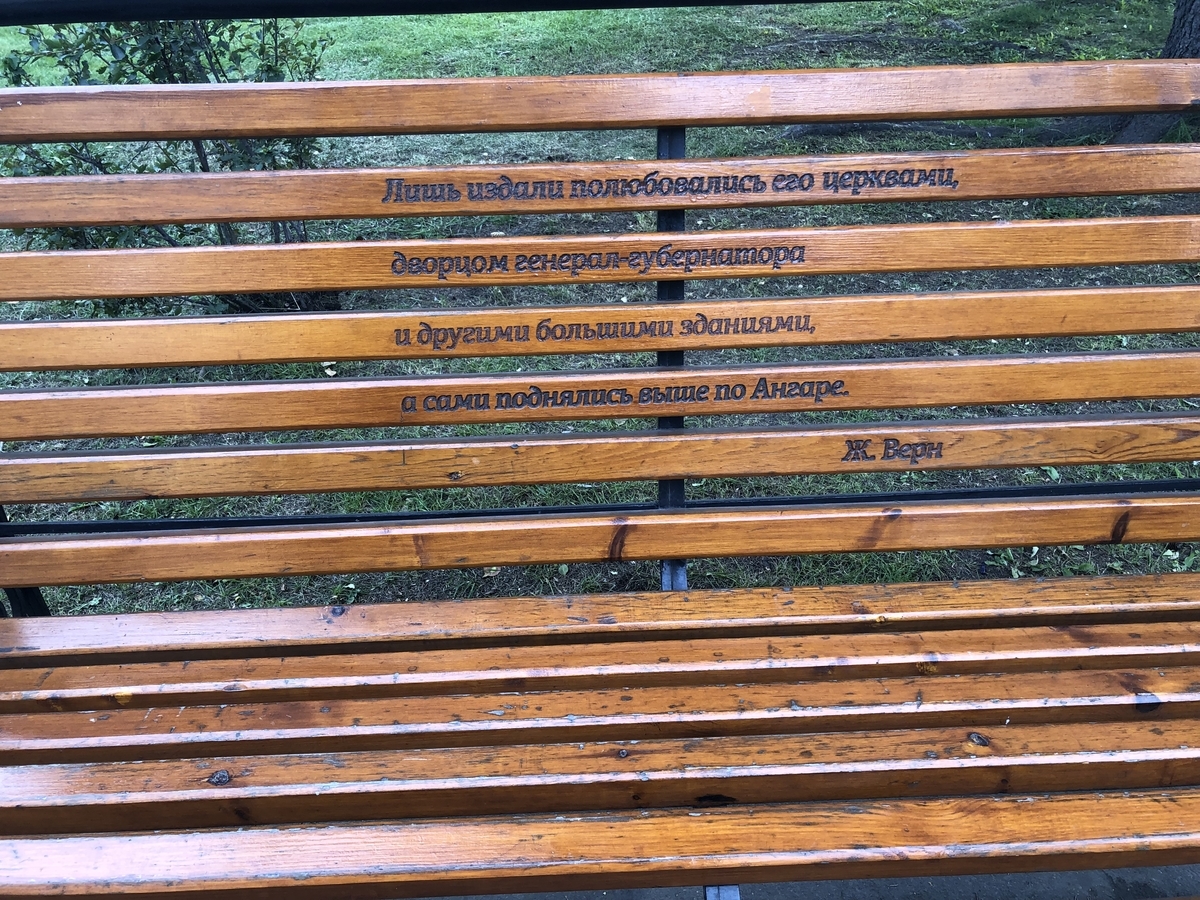 Лишь издали полюбовались его церквами,
дворцом генерал-губернатора
и другими большими зданиями,
а сами поднялись выше по Ангаре.
Ж. Верн